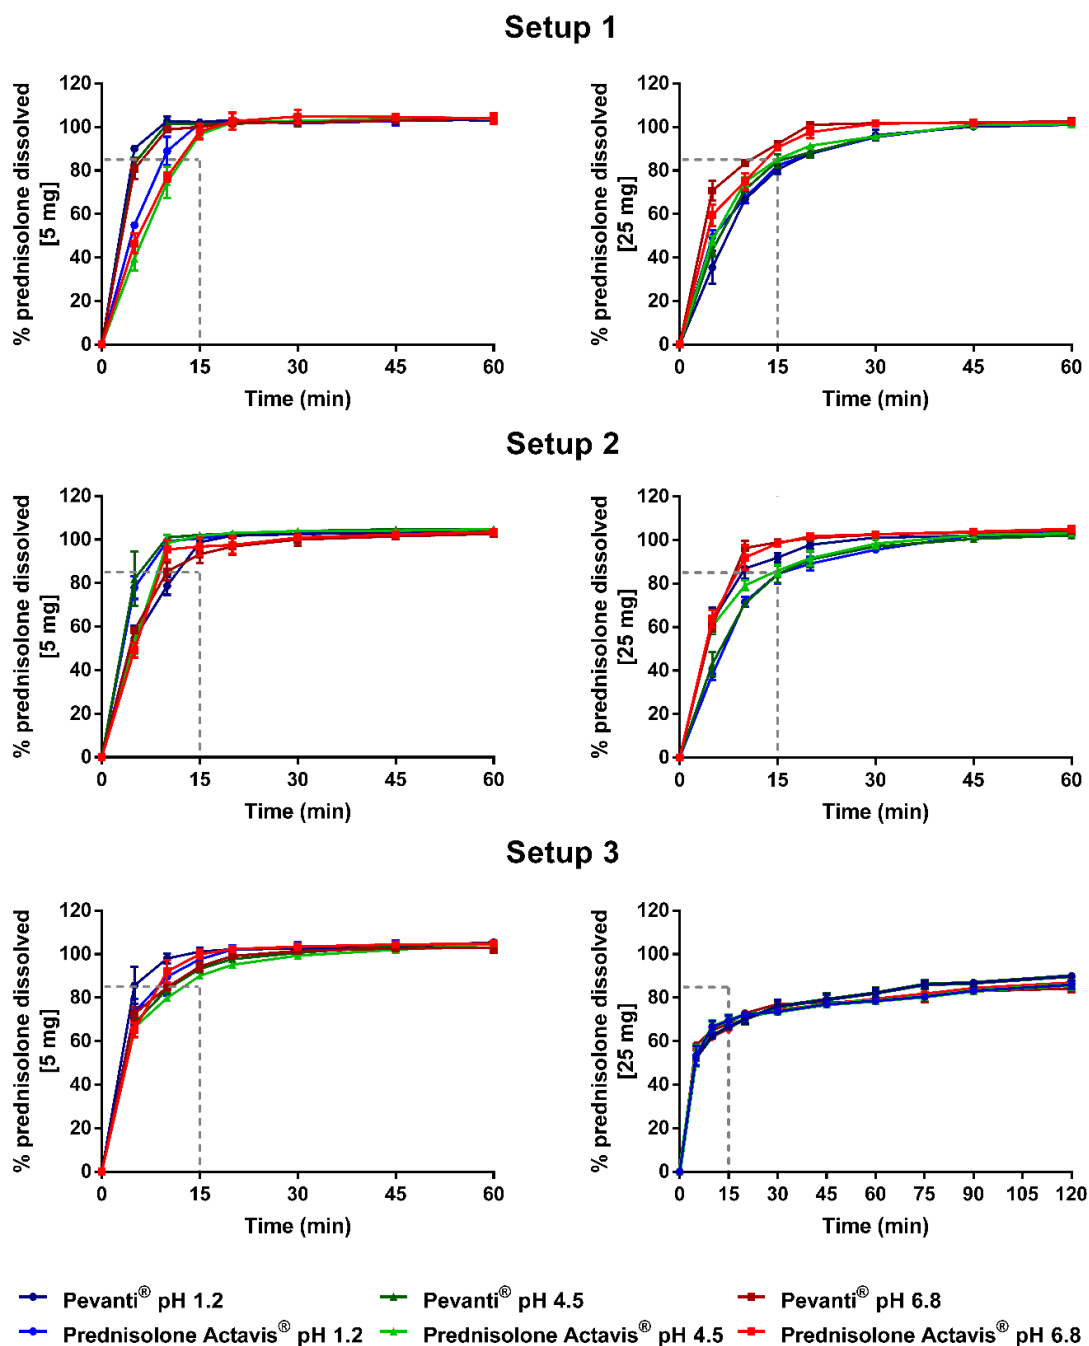 Setup 1
% prednisolone dissolved
[5 mg]
120
100
80
60
40
20
0
0 15 30 45 60
Time (min)
% prednisolone dissolved
[25 mg]
120
100
80
60
40
20
0
0 15 30 45 60
Time (min)
Setup 2
% prednisolone dissolved
[5 mg]
120
100
80
60
40
20
0
0 15 30 45 60
Time (min)
% prednisolone dissolved
[25 mg]
120
100
80
60
40
20
0
0 15 30 45 60
Time (min)
Setup 3
% prednisolone dissolved
[5 mg]
120
100
80
60
40
20
0
0 15 30 45 60
Time (min)
% prednisolone dissolved
[25 mg]
120
100
80
60
40
20
0
0 15 30 45 60 75 90 105 120
Time (min)
Pevanti® pH 1.2 Pevanti® pH 4.5 Pevanti® pH 6.8
Prednisolone Actavis® pH 1.2 Prednisolone Actavis® pH 4.5 Prednisolone Actavis® pH 6.8